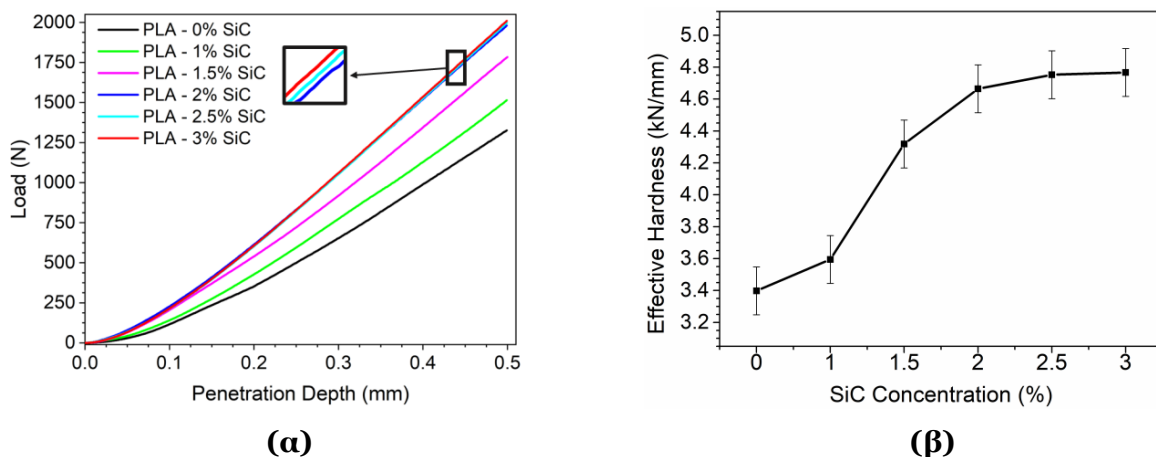 2000
1750
1500
1250
1000
750
500
250
0
Load (N)
PLA - 0% SiC
PLA - 1% SiC
PLA - 1.5% SiC
PLA - 2% SiC
PLA - 2.5% SiC
PLA - 3% SiC
0.0 0.1 0.2 0.3 0.4 0.5
Penetration Depth (mm)
(α)
5.0
4.8
4.6
4.4
4.2
4.0
3.8
3.6
3.4
3.2
Effective Hardness (kN/mm)
0 1 1.5 2 2.5 3
SiC Concentration (%)
(β)